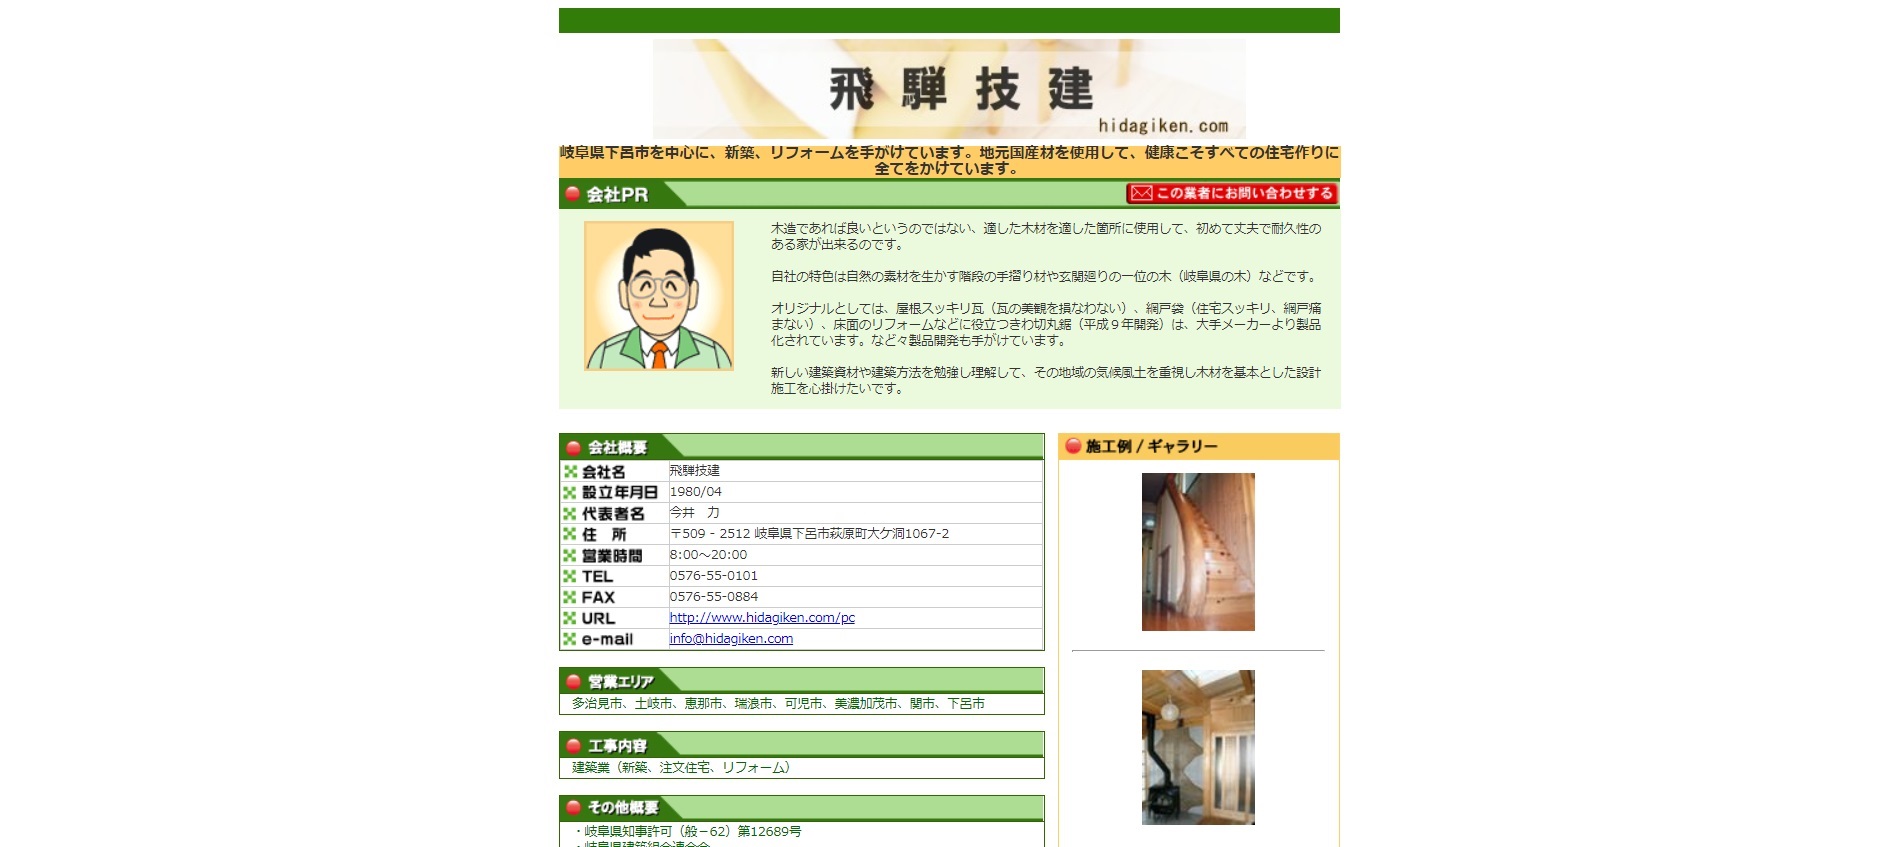 飛騨技建
hidagiken.com
岐阜県下呂市を中心に、新築、リフォームを手がけています。地元国産材を使用して、健康こそすべての住宅作りに
全てをかけています。
会社PR
この業者にお問い合わせする
木造であれば良いというのではない、適した木材を適した箇所に使用して、初めて丈夫で耐久性の
ある家が出来るのです。
自社の特色は自然の素材を生かす階段の手摺り材や玄関廻りの一位の木（岐阜県の木）などです。
オリジナルとしては、屋根スッキリ瓦（瓦の美観を損なわない）、網戸袋（住宅スッキリ、網戸痛
まない）、床面のリフォームなどに役立つきわ切丸鋸（平成９年開発）は、大手メーカーより製品
化されています。など々製品開発も手がけています。
新しい建築資材や建築方法を勉強し理解して、その地域の気候風土を重視し木材を基本とした設計
施工を心掛けたいです。
会社概要
会社名 飛騨技建
設立年月日 1980/04
代表者名 今井　力
住　所 〒509 - 2512 岐阜県下呂市萩原町大ケ洞1067-2
営業時間 8:00～20:00
TEL 0576-55-0101
FAX 0576-55-0884
URL http://www.hidagiken.com/pc
e-mail info@hidagiken.com
営業エリア
多治見市、土岐市、恵那市、瑞浪市、可児市、美濃加茂市、関市、下呂市
工事内容
建築業（新築、注文住宅、リフォーム）
その他概要
・岐阜県知事許可（般－62）第12689号
・岐阜県建築組合連合会
施工例 / ギャラリー